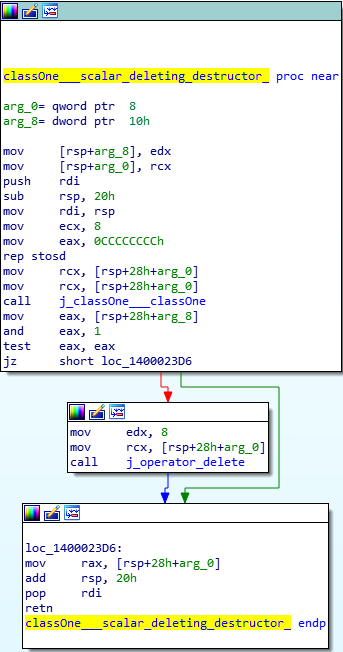 classOne___scalar_deleting_destructor_ proc near
arg_0= qword ptr  8
arg_8= dword ptr  10h
mov     [rsp+arg_8], edx
mov     [rsp+arg_0], rcx
push    rdi
sub     rsp, 20h
mov     rdi, rsp
mov     ecx, 8
mov     eax, 0CCCCCCCCh
rep stosd
mov     rcx, [rsp+28h+arg_0]
mov     rcx, [rsp+28h+arg_0]
call    j_classOne___classOne
mov     eax, [rsp+28h+arg_8]
and     eax, 1
test    eax, eax
jz      short loc_1400023D6
mov     edx, 8
mov     rcx, [rsp+28h+arg_0]
call    j_operator_delete
loc_1400023D6:
mov     rax, [rsp+28h+arg_0]
add     rsp, 20h
pop     rdi
retn
classOne___scalar_deleting_destructor_ endp